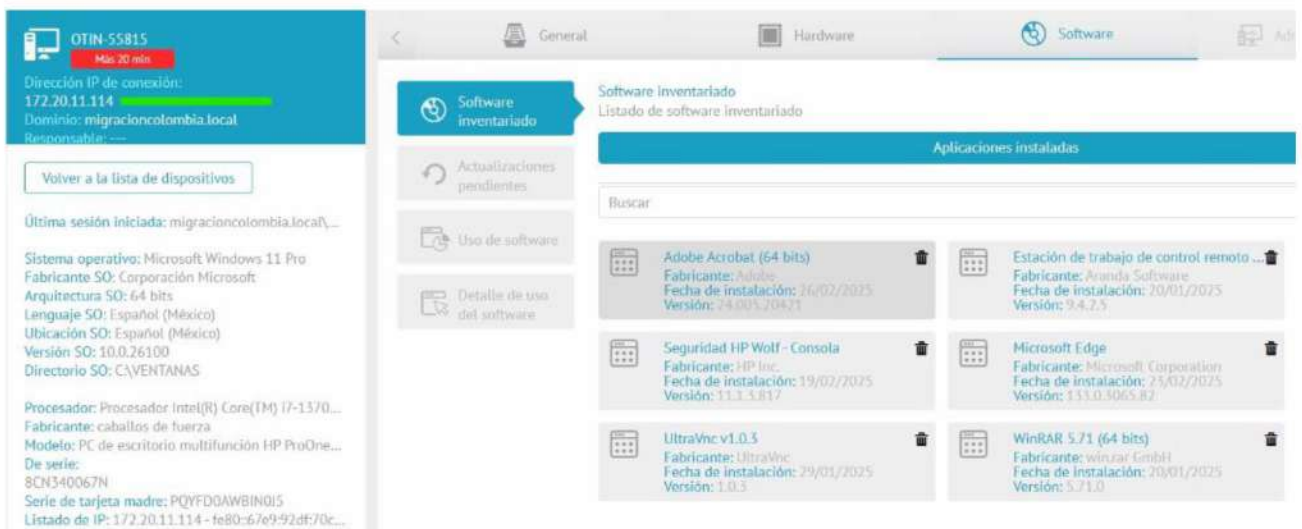 OTIN-55815
Más 20 min
Dirección IP de conexión:
172.20.11.114
Dominio: migracioncolombia.local
Responsable: ---
Volver a la lista de dispositivos
Última sesión iniciada: migracioncolombia.local\...
Sistema operativo: Microsoft Windows 11 Pro
Fabricante SO: Corporación Microsoft
Arquitectura SO: 64 bits
Lenguaje SO: Español (México)
Ubicación SO: Español (México)
Versión SO: 10.0.26100
Directorio SO: C:\VENTANAS
Procesador: Procesador Intel(R) Core(TM) i7-1370...
Fabricante: caballos de fuerza
Modelo: PC de escritorio multifunción HP ProOne...
De serie:
8CN340067N
Serie de tarjeta madre: PQYFD0AWBIN0J5
Listado de IP: 172.20.11.114 - fe80::67e9:92df:70c...
General
Hardware
Software
Software inventariado
Actualizaciones pendientes
Uso de software
Detalle de uso del software
Software inventariado
Listado de software inventariado
Aplicaciones instaladas
Buscar
Adobe Acrobat (64 bits)
Fabricante: Adobe
Fecha de instalación: 26/02/2025
Versión: 24.005.20421
Estación de trabajo de control remoto ...
Fabricante: Aranda Software
Fecha de instalación: 20/01/2025
Versión: 9.4.2.5
Seguridad HP Wolf - Consola
Fabricante: HP Inc.
Fecha de instalación: 19/02/2025
Versión: 11.1.3.817
Microsoft Edge
Fabricante: Microsoft Corporation
Fecha de instalación: 23/02/2025
Versión: 133.0.3065.82
UltraVnc v1.0.3
Fabricante: UltraVnc
Fecha de instalación: 29/01/2025
Versión: 1.0.3
WinRAR 5.71 (64 bits)
Fabricante: win.rar GmbH
Fecha de instalación: 20/01/2025
Versión: 5.71.0